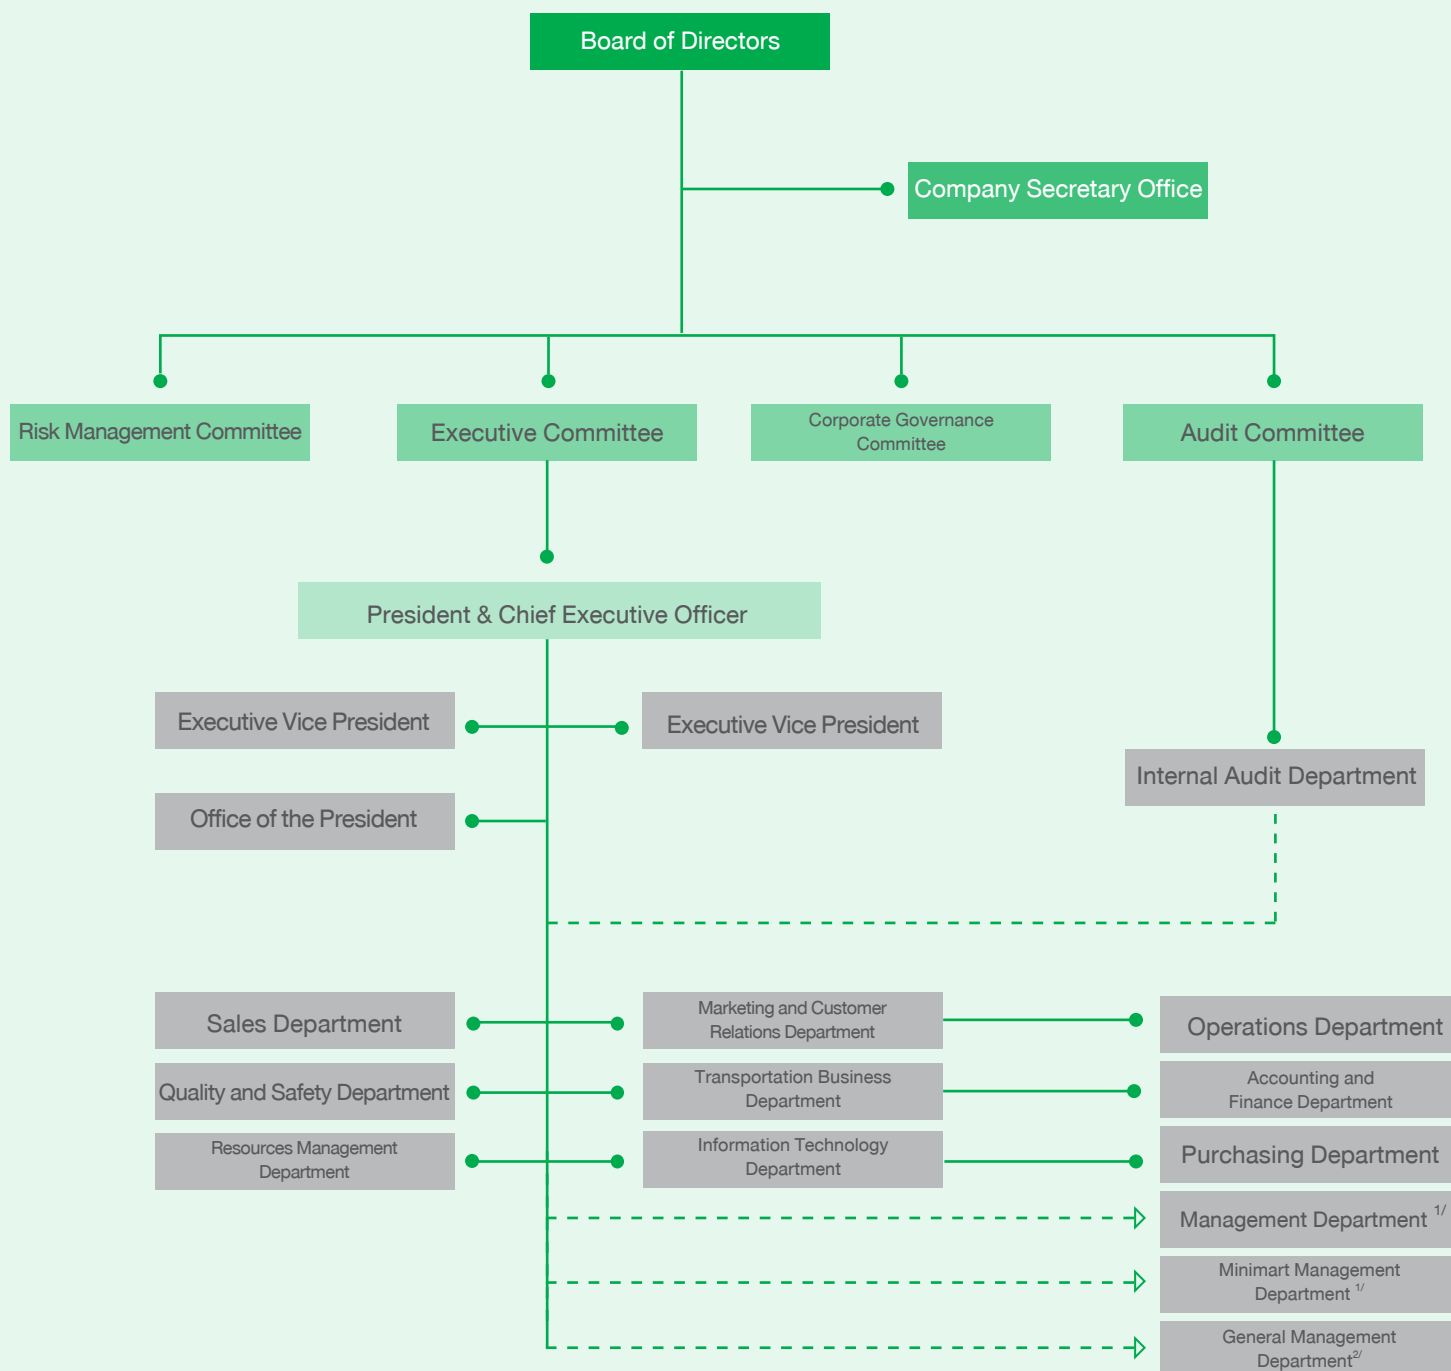 Board of Directors
Company Secretary Office
Risk Management Committee
Executive Committee
Corporate Governance
Committee
Audit Committee
President & Chief Executive Officer
Executive Vice President
Executive Vice President
Internal Audit Department
Office of the President
Sales Department
Marketing and Customer
Relations Department
Operations Department
Quality and Safety Department
Transportation Business
Department
Accounting and
Finance Department
Resources Management
Department
Information Technology
Department
Purchasing Department
Management Department 1/
Minimart Management
Department 1/
General Management
Department2/